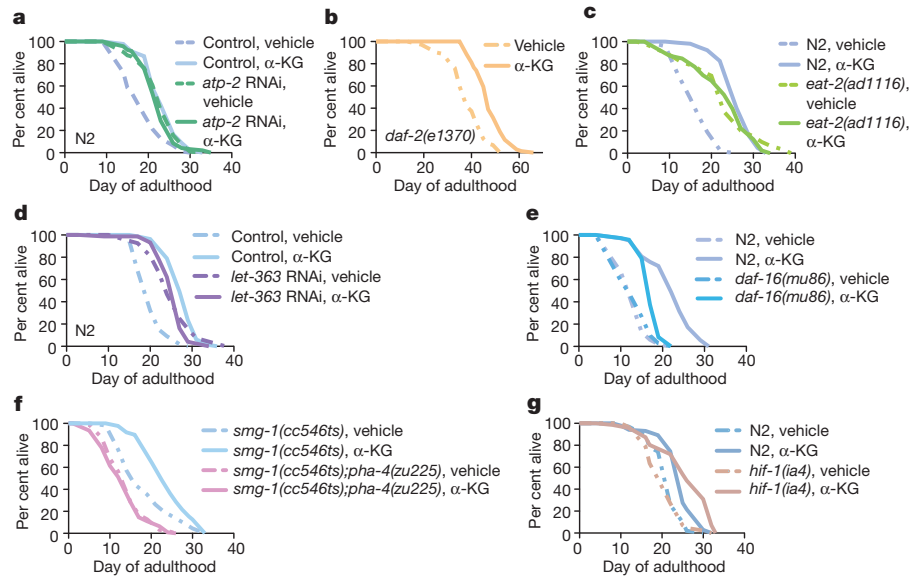 a
Per cent alive
100
80
60
40
20
0
N2
0 10 20 30 40
Day of adulthood
Control, vehicle
Control, α-KG
atp-2 RNAi,
vehicle
atp-2 RNAi,
α-KG
b
Per cent alive
100
80
60
40
20
0
daf-2(e1370)
0 20 40 60
Day of adulthood
Vehicle
α-KG
c
Per cent alive
100
80
60
40
20
0
0 10 20 30 40
Day of adulthood
N2, vehicle
N2, α-KG
eat-2(ad1116),
vehicle
eat-2(ad1116),
α-KG
d
Per cent alive
100
80
60
40
20
0
N2
0 10 20 30 40
Day of adulthood
Control, vehicle
Control, α-KG
let-363 RNAi, vehicle
let-363 RNAi, α-KG
e
Per cent alive
100
80
60
40
20
0
0 10 20 30 40
Day of adulthood
N2, vehicle
N2, α-KG
daf-16(mu86), vehicle
daf-16(mu86), α-KG
f
Per cent alive
100
80
60
40
20
0
0 10 20 30 40
Day of adulthood
smg-1(cc546ts), vehicle
smg-1(cc546ts), α-KG
smg-1(cc546ts);pha-4(zu225), vehicle
smg-1(cc546ts);pha-4(zu225), α-KG
g
Per cent alive
100
80
60
40
20
0
0 10 20 30 40
Day of adulthood
N2, vehicle
N2, α-KG
hif-1(ia4), vehicle
hif-1(ia4), α-KG